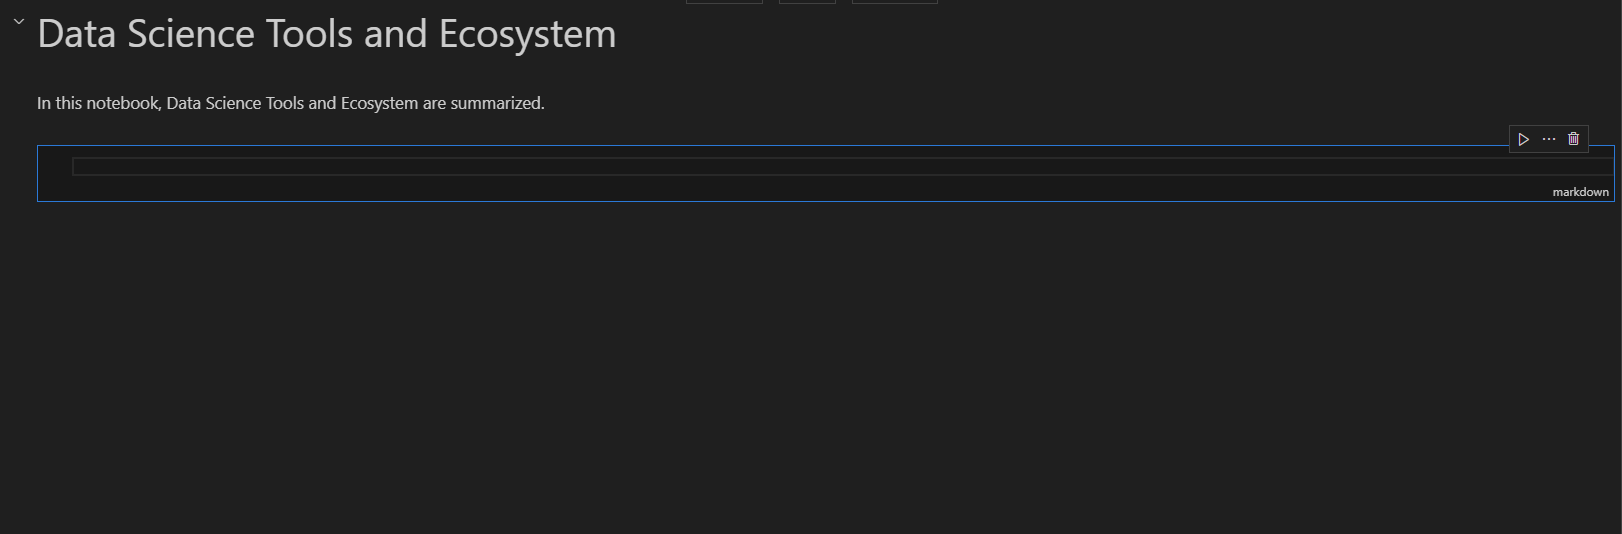 Data Science Tools and Ecosystem
In this notebook, Data Science Tools and Ecosystem are summarized.
markdown